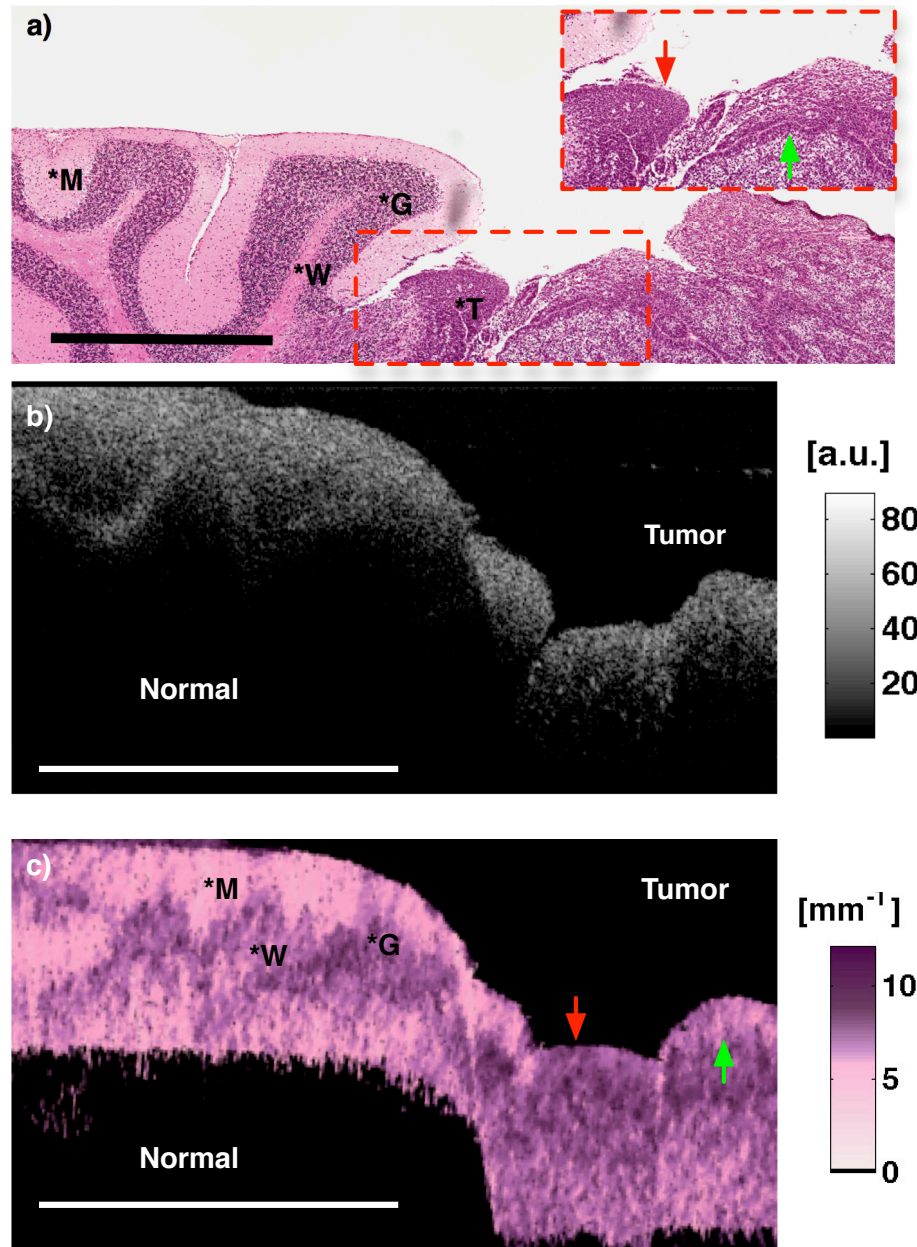 a)
*M
*G
*W
*T
b)
[a.u.]
Tumor
80
60
40
20
Normal
c)
*M
Tumor
[mm⁻¹]
*G
*W
10
5
Normal
0